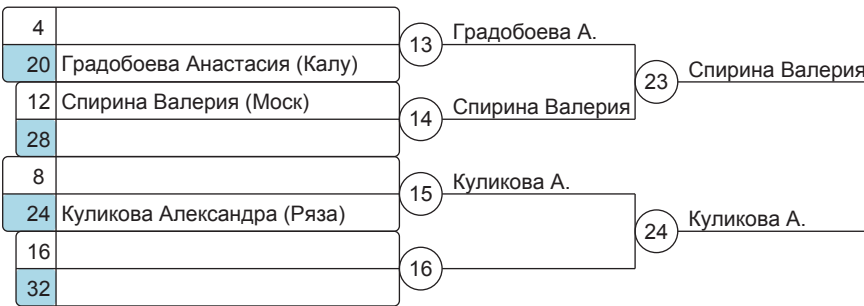 4
13 Градобоева А.
20 Градобоева Анастасия (Калу)
23 Спирина Валерия
12 Спирина Валерия (Моск)
14 Спирина Валерия
28
8
15 Куликова А.
24 Куликова Александра (Ряза)
24 Куликова А.
16
16
32